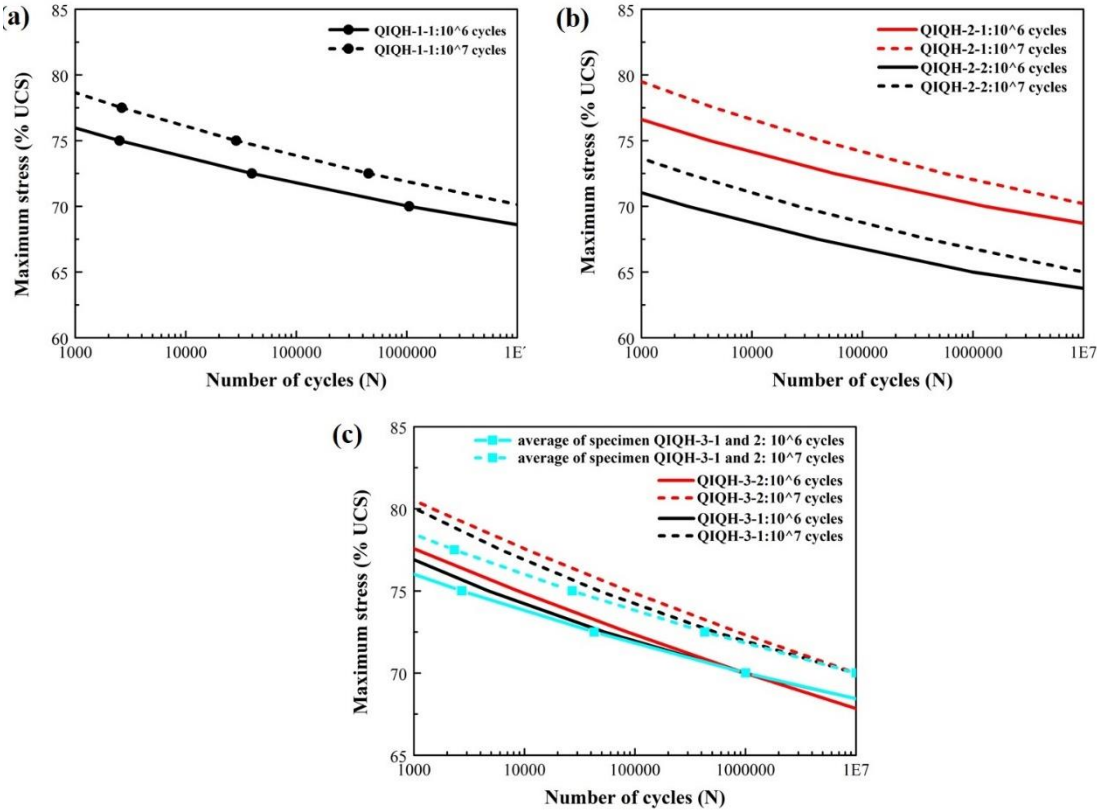 (a)
QIQH-1-1:10^6 cycles
QIQH-1-1:10^7 cycles
Maximum stress (% UCS)
85
80
75
70
65
60
1000 10000 100000 1000000 1E7
Number of cycles (N)
(b)
QIQH-2-1:10^6 cycles
QIQH-2-1:10^7 cycles
QIQH-2-2:10^6 cycles
QIQH-2-2:10^7 cycles
Maximum stress (% UCS)
85
80
75
70
65
60
1000 10000 100000 1000000 1E7
Number of cycles (N)
(c)
average of specimen QIQH-3-1 and 2: 10^6 cycles
average of specimen QIQH-3-1 and 2: 10^7 cycles
QIQH-3-2:10^6 cycles
QIQH-3-2:10^7 cycles
QIQH-3-1:10^6 cycles
QIQH-3-1:10^7 cycles
Maximum stress (% UCS)
85
80
75
70
65
1000 10000 100000 1000000 1E7
Number of cycles (N)